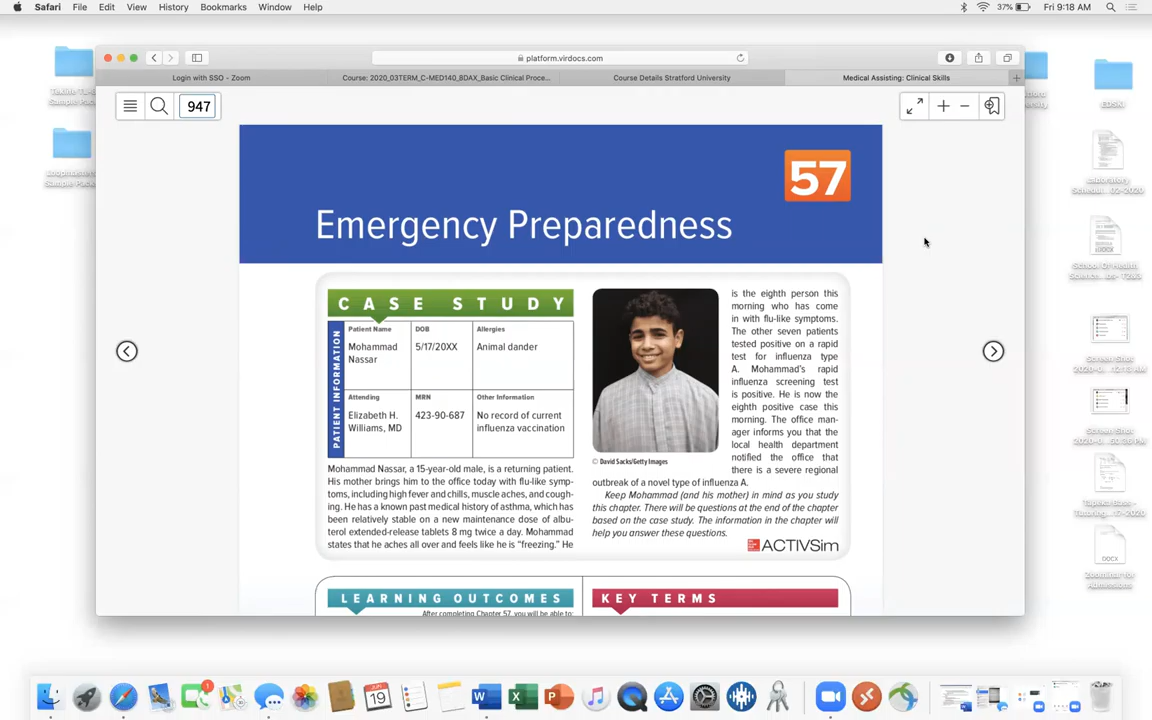 Safari File Edit View History Bookmarks Window Help 37% Fri 9:18 AM
platform.virdocs.com
Login with SSO - Zoom Course: 2020_03TERM_C-MED140_BDAX_Basic Clinical Proce... Course Details Stratford University Medical Assisting: Clinical Skills
947
57
Emergency Preparedness
CASE STUDY
PATIENT INFORMATION
Patient Name DOB Allergies
Mohammad 5/17/20XX Animal dander
Nassar
Attending MRN Other Information
Elizabeth H. 423-90-687 No record of current
Williams, MD influenza vaccination
Mohammad Nassar, a 15-year-old male, is a returning patient.
His mother brings him to the office today with flu-like symp-
toms, including high fever and chills, muscle aches, and cough-
ing. He has a known past medical history of asthma, which has
been relatively stable on a new maintenance dose of albu-
terol extended-release tablets 8 mg twice a day. Mohammad
states that he aches all over and feels like he is “freezing.” He
© David Sacks/Getty Images
is the eighth person this
morning who has come
in with flu-like symptoms.
The other seven patients
tested positive on a rapid
test for influenza type
A. Mohammad's rapid
influenza screening test
is positive. He is now the
eighth positive case this
morning. The office man-
ager informs you that the
local health department
notified the office that
there is a severe regional
outbreak of a novel type of influenza A.
Keep Mohammad (and his mother) in mind as you study
this chapter. There will be questions at the end of the chapter
based on the case study. The information in the chapter will
help you answer these questions.
ACTIVSim
LEARNING OUTCOMES
After completing Chapter 57, you will be able to:
KEY TERMS
EDSKI
Screen Shot
Screen Shot
DOCX
Admissions
JUN
19